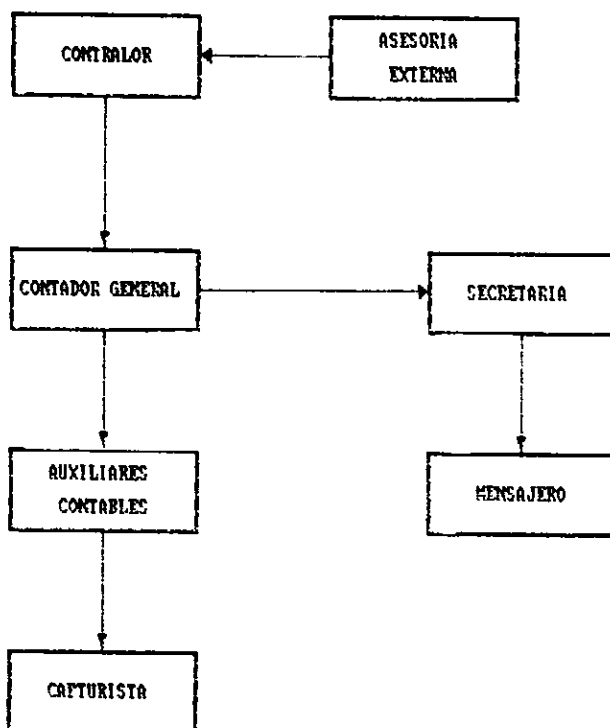 CONTRALOR
ASESORIA
EXTERNA
CONTADOR GENERAL
SECRETARIA
AUXILIARES
CONTABLES
MENSAJERO
CAPTURISTA